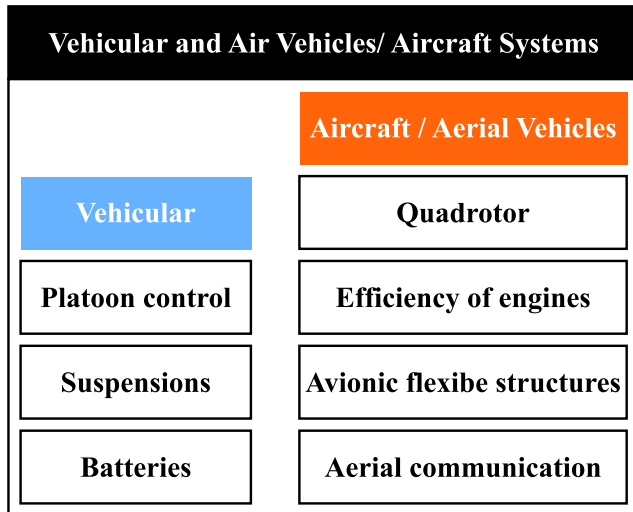 Vehicular and Air Vehicles/ Aircraft Systems
Aircraft / Aerial Vehicles
Vehicular
Quadrotor
Platoon control
Efficiency of engines
Suspensions
Avionic flexibe structures
Batteries
Aerial communication